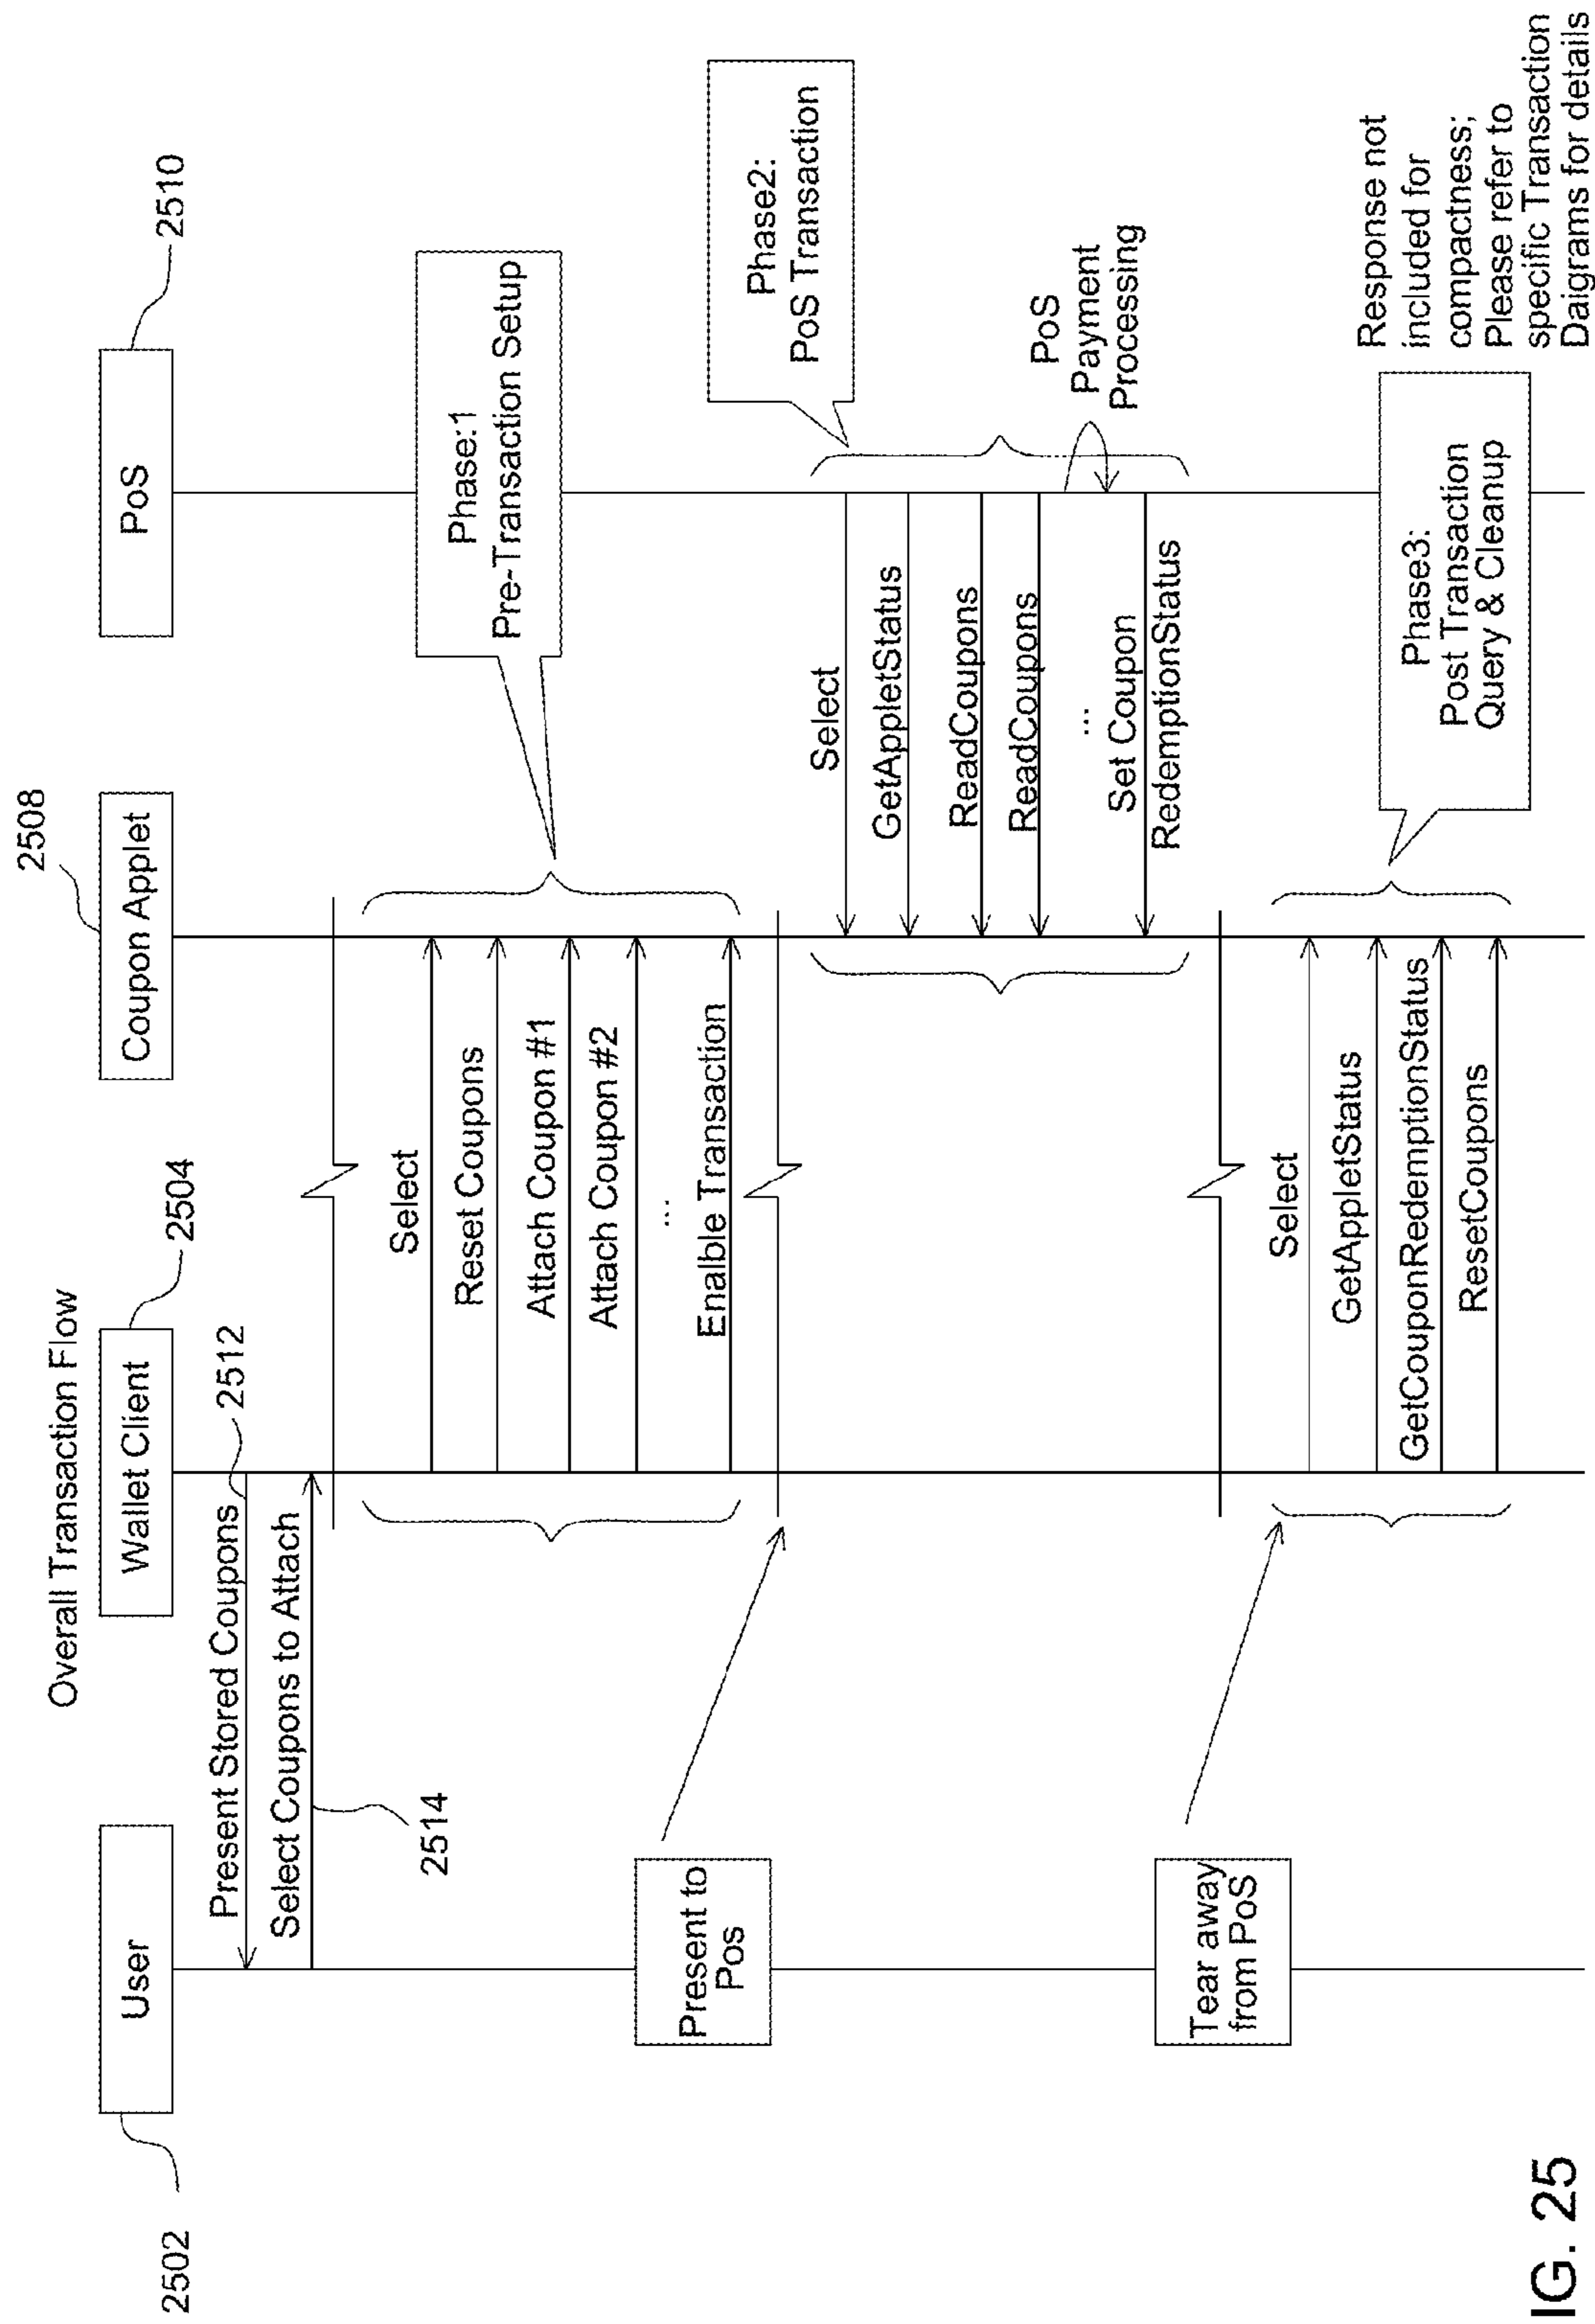 Overall Transaction Flow
2502
User
2504
Wallet Client
2508
Coupon Applet
2510
PoS
Present Stored Coupons
2512
Select Coupons to Attach
2514
Select
Reset Coupons
Attach Coupon #1
Attach Coupon #2
...
Enalble Transaction
Phase:1
Pre-Transaction Setup
Present to
Pos
Phase2:
PoS Transaction
Select
GetAppletStatus
ReadCoupons
ReadCoupons
...
PoS
Payment
Processing
Set Coupon
RedemptionStatus
Tear away
from PoS
Select
GetAppletStatus
GetCouponRedemptionStatus
ResetCoupons
Phase3:
Post Transaction
Query & Cleanup
Response not
included for
compactness;
Please refer to
specific Transaction
Daigrams for details
IG. 25